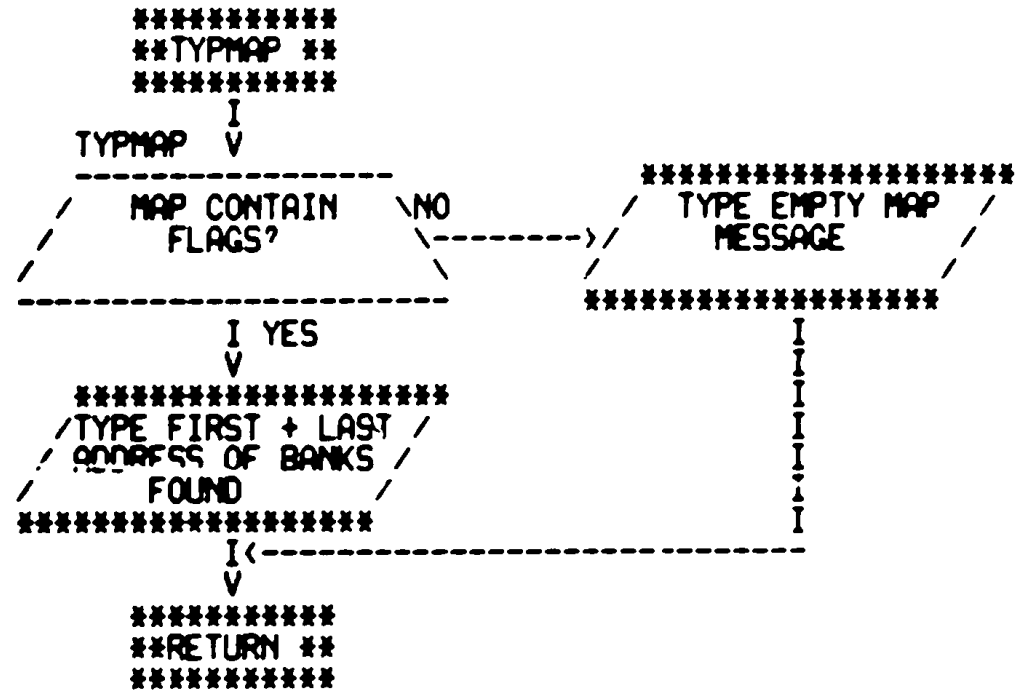 **TYPMAP **
TYPMAP
MAP CONTAIN
FLAGS?
NO
TYPE EMPTY MAP
MESSAGE
YES
TYPE FIRST + LAST
ADDRESS OF BANKS
FOUND
**RETURN **